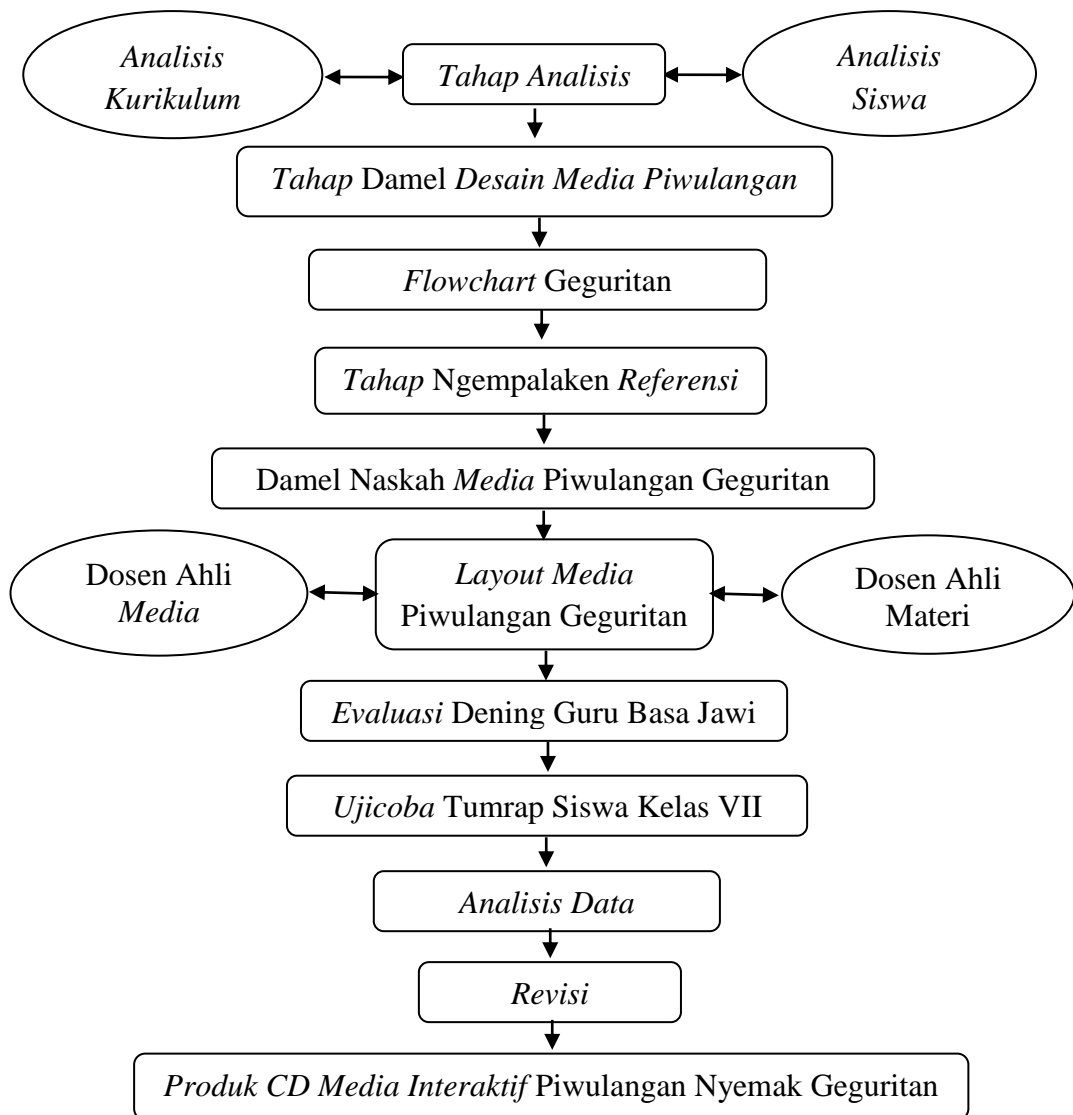 Analisis
Kurikulum
Tahap Analisis
Analisis
Siswa
Tahap Damel Desain Media Piwulangan
Flowchart Geguritan
Tahap Ngempalaken Referensi
Damel Naskah Media Piwulangan Geguritan
Dosen Ahli
Media
Layout Media
Piwulangan Geguritan
Dosen Ahli
Materi
Evaluasi Dening Guru Basa Jawi
Ujicoba Tumrap Siswa Kelas VII
Analisis Data
Revisi
Produk CD Media Interaktif Piwulangan Nyemak Geguritan